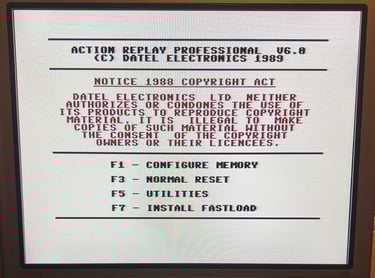 ACTION REPLAY PROFESSIONAL V6.0
(C) DATEL ELECTRONICS 1989
NOTICE 1988 COPYRIGHT ACT
DATEL ELECTRONICS LTD NEITHER
AUTHORIZES OR CONDONES THE USE OF
ITS PRODUCTS TO REPRODUCE COPYRIGHT
MATERIAL. IT IS ILLEGAL TO MAKE
COPIES OF SUCH MATERIAL WITHOUT
THE CONSENT OF THE COPYRIGHT
OWNERS OR THEIR LICENCEES.
F1 - CONFIGURE MEMORY
F3 - NORMAL RESET
F5 - UTILITIES
F7 - INSTALL FASTLOAD